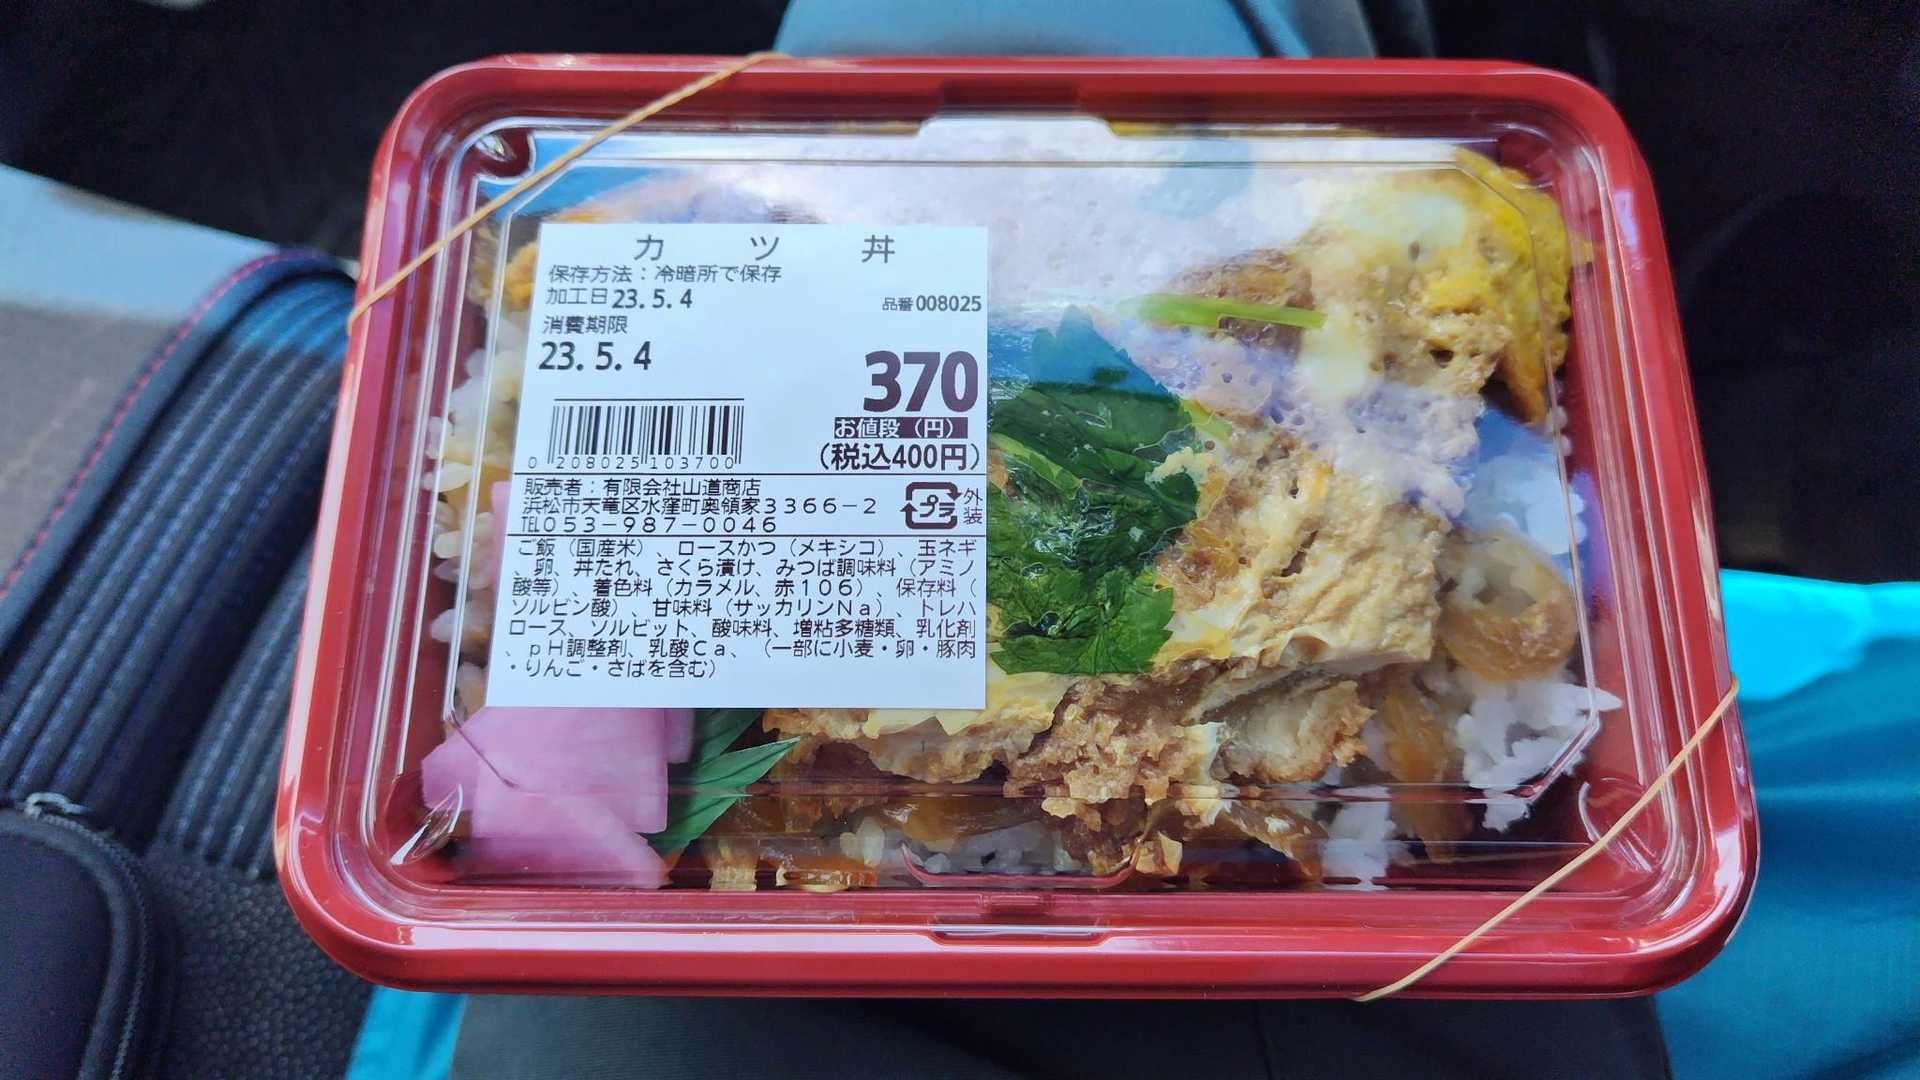 カツ丼
保存方法：冷暗所で保存
加工日23.5.4
品番008025
消費期限
23.5.4
370
お値段（円）
（税込400円）
0 208025 103700
販売者：有限会社山道商店
浜松市天竜区水窪町奥領家3366－2
TEL053－987－0046
プラ
外装
ご飯（国産米）、ロースかつ（メキシコ）、玉ネギ
、卵、丼たれ、さくら漬け、みつば調味料（アミノ
酸等）、着色料（カラメル、赤106）、保存料（
ソルビン酸）、甘味料（サッカリンNa）、トレハ
ロース、ソルビット、酸味料、増粘多糖類、乳化剤
、pH調整剤、乳酸Ca、（一部に小麦・卵・豚肉
・りんご・さばを含む）